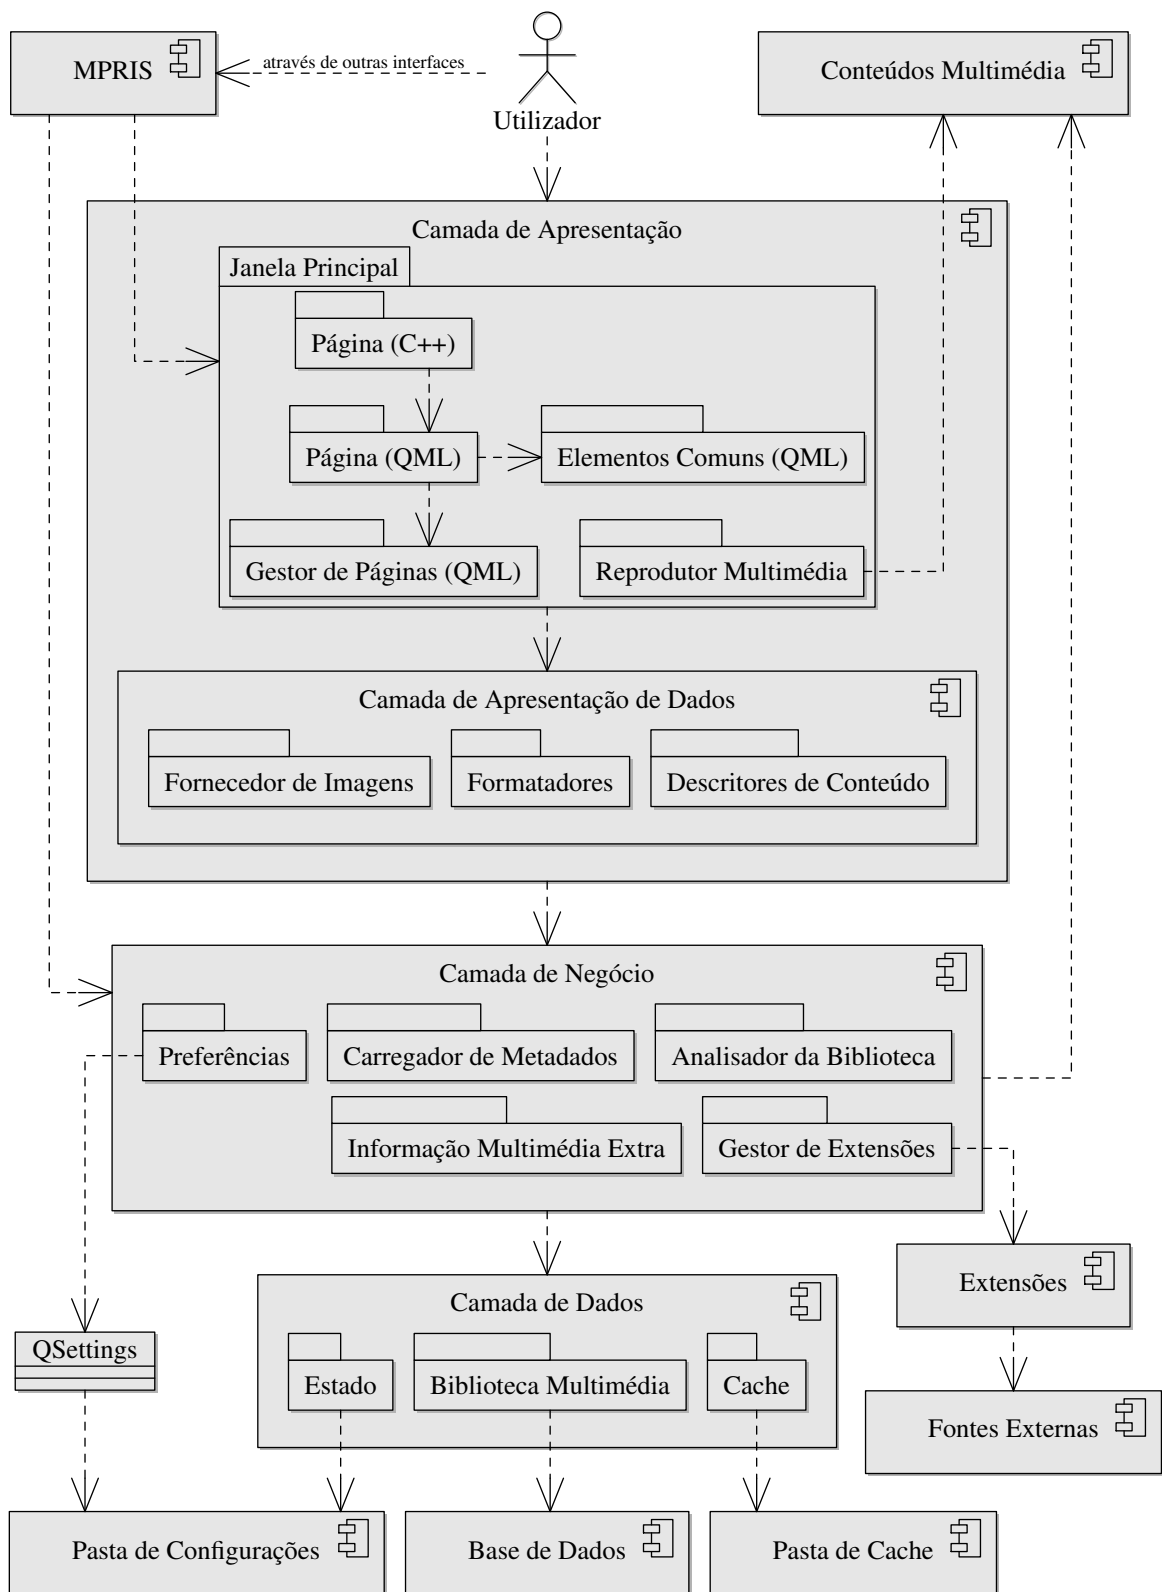 MPRIS
através de outras interfaces
Utilizador
Conteúdos Multimédia
Camada de Apresentação
Janela Principal
Página (C++)
Página (QML)
Elementos Comuns (QML)
Gestor de Páginas (QML)
Reprodutor Multimédia
Camada de Apresentação de Dados
Fornecedor de Imagens
Formatadores
Descritores de Conteúdo
Camada de Negócio
Preferências
Carregador de Metadados
Analisador da Biblioteca
Informação Multimédia Extra
Gestor de Extensões
Extensões
Camada de Dados
QSettings
Estado
Biblioteca Multimédia
Cache
Fontes Externas
Pasta de Configurações
Base de Dados
Pasta de Cache